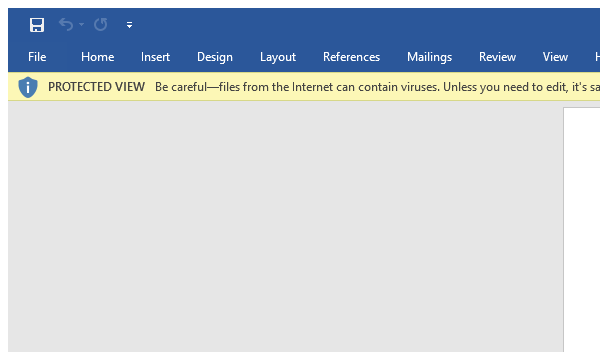 File Home Insert Design Layout References Mailings Review View
PROTECTED VIEW Be careful—files from the Internet can contain viruses. Unless you need to edit, it's sa